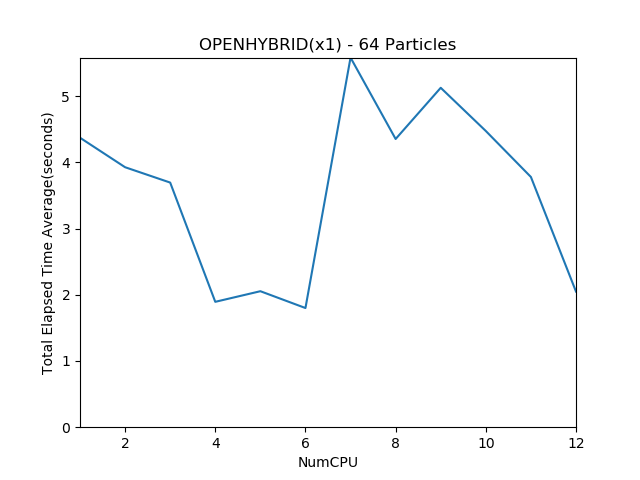 OPENHYBRID(x1) - 64 Particles
Total Elapsed Time Average(seconds)
5
4
3
2
1
0
2 4 6 8 10 12
NumCPU